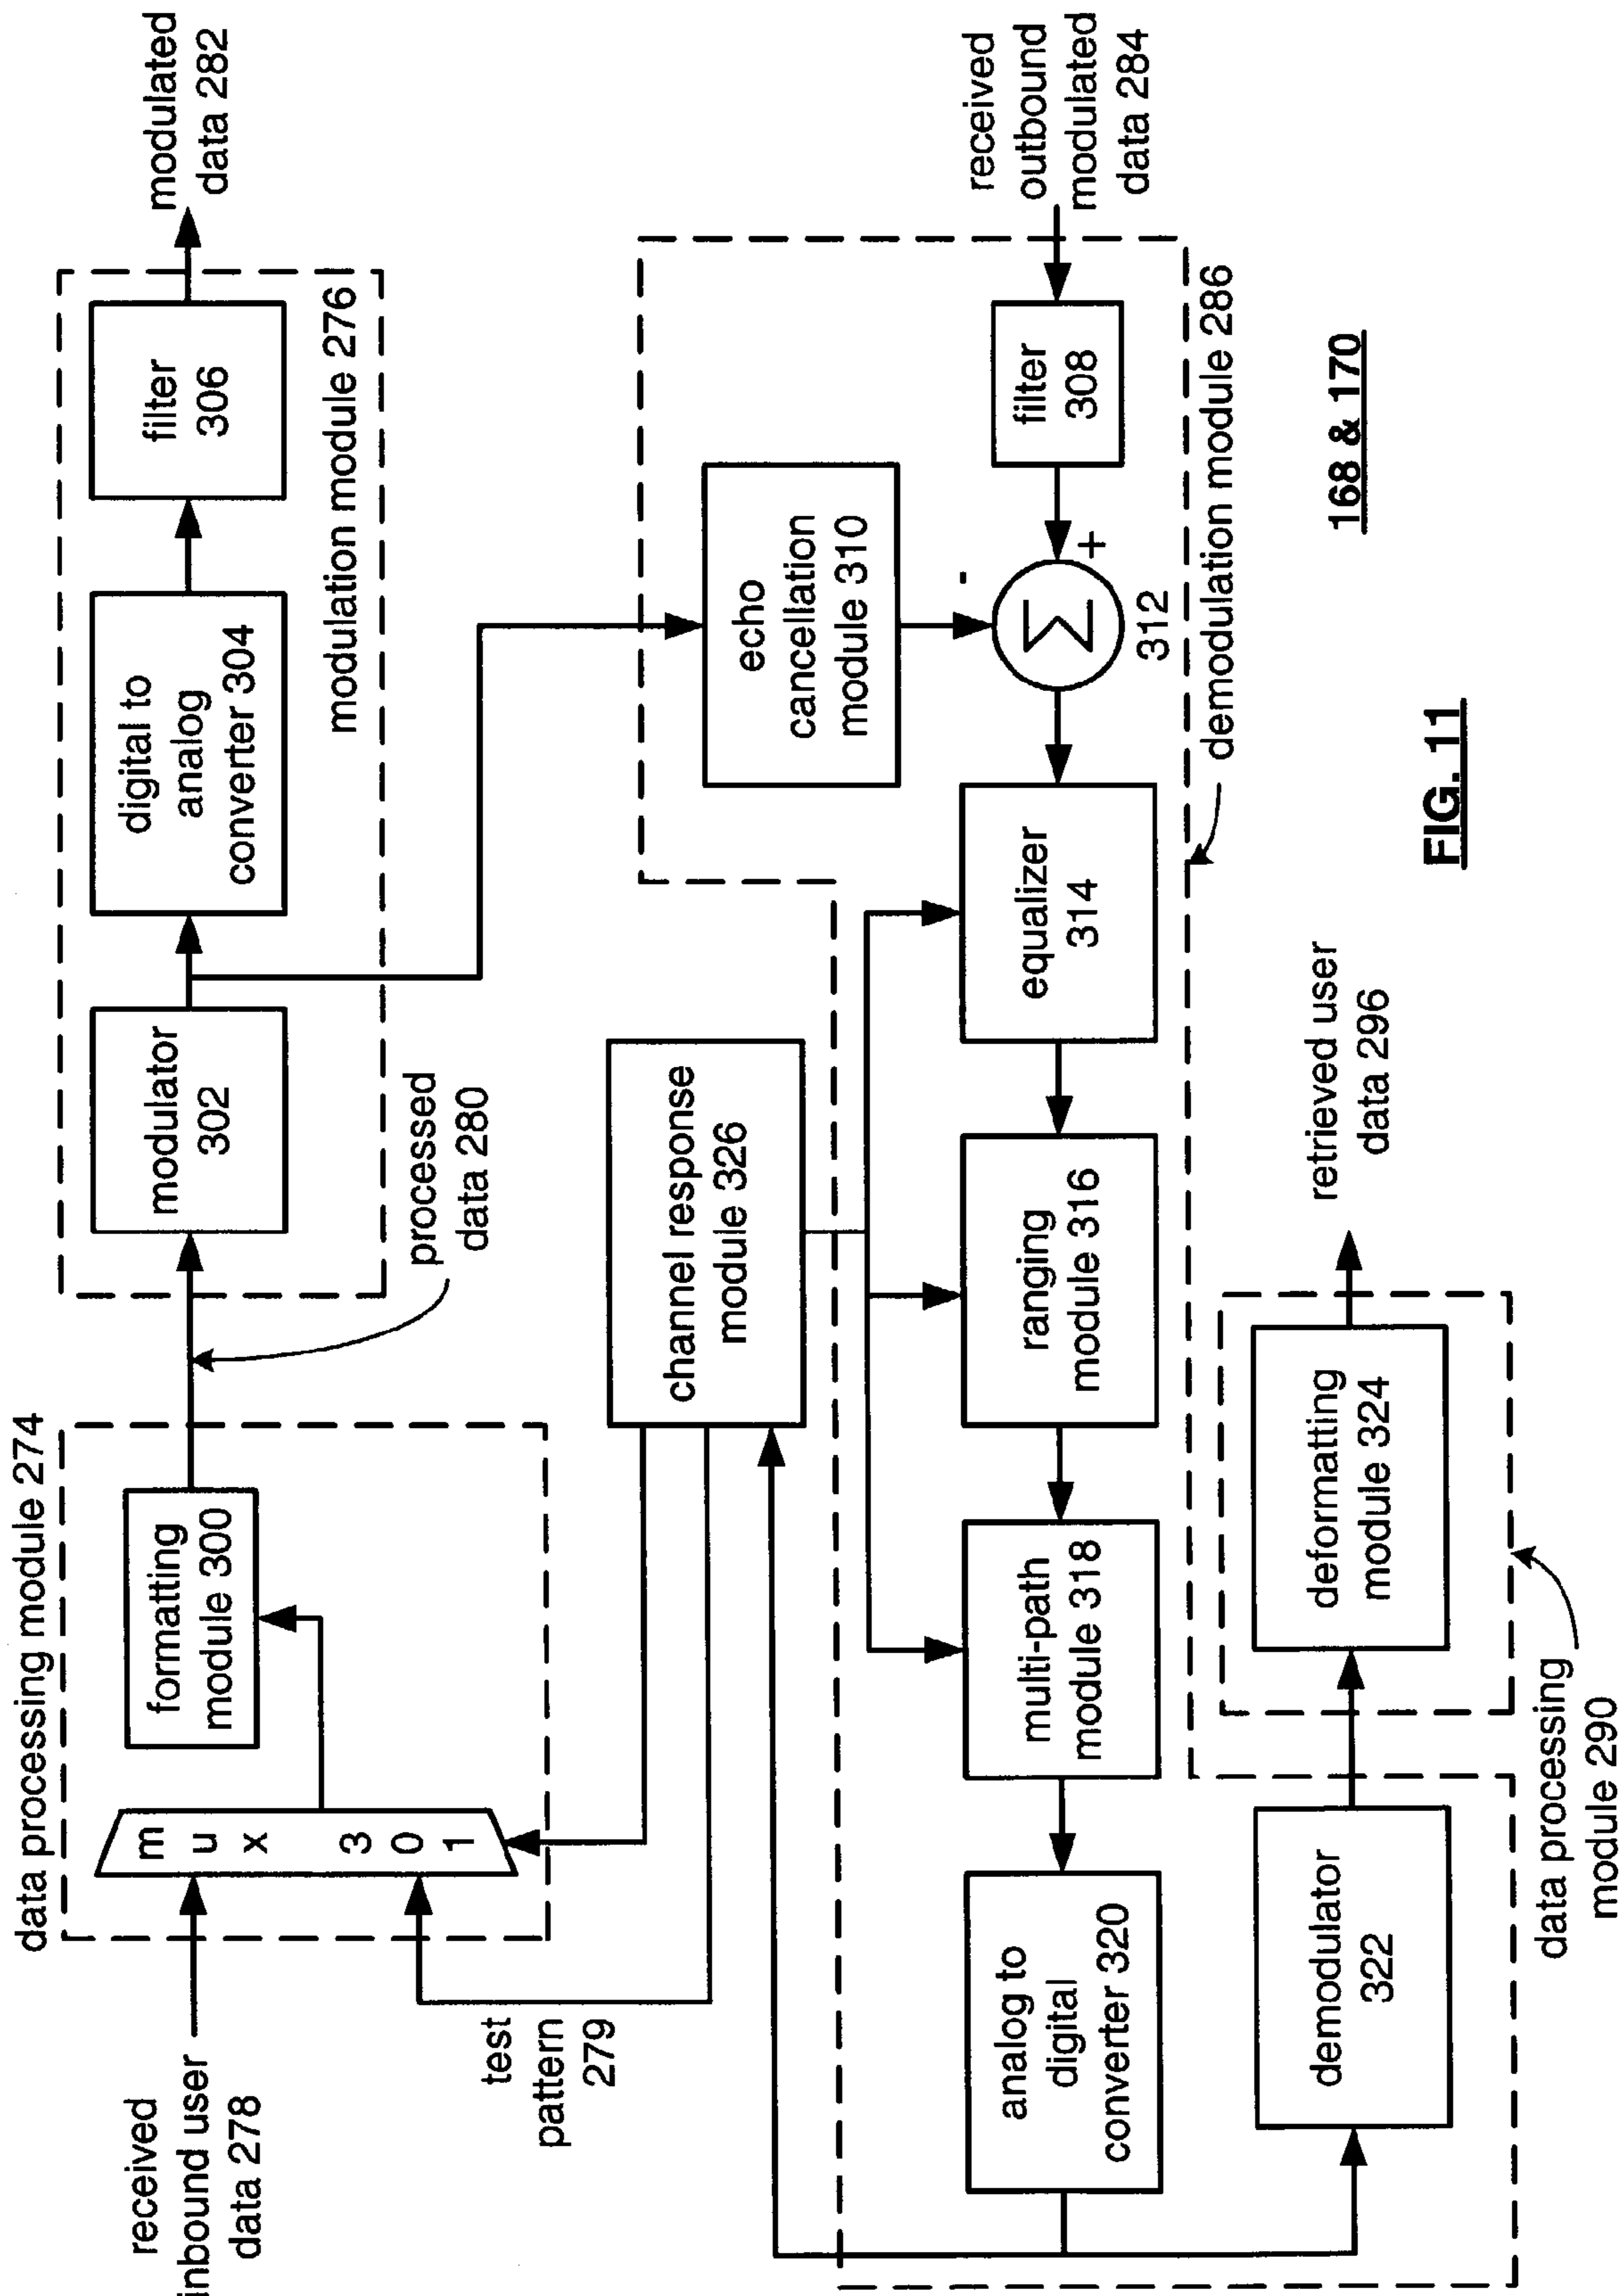 data processing module 274
received
inbound user
data 278
m
u
x
3
0
1
formatting
module 300
test
pattern
279
processed
data 280
modulator
302
digital to
analog
converter 304
filter
306
modulation module 276
modulated
data 282
channel response
module 326
echo
cancellation
module 310
received
outbound
modulated
data 284
filter
308
-
+
Σ
312
equalizer
314
ranging
module 316
multi-path
module 318
analog to
digital
converter 320
demodulation module 286
demodulator
322
deformatting
module 324
retrieved user
data 296
data processing
module 290
168 & 170
FIG. 11